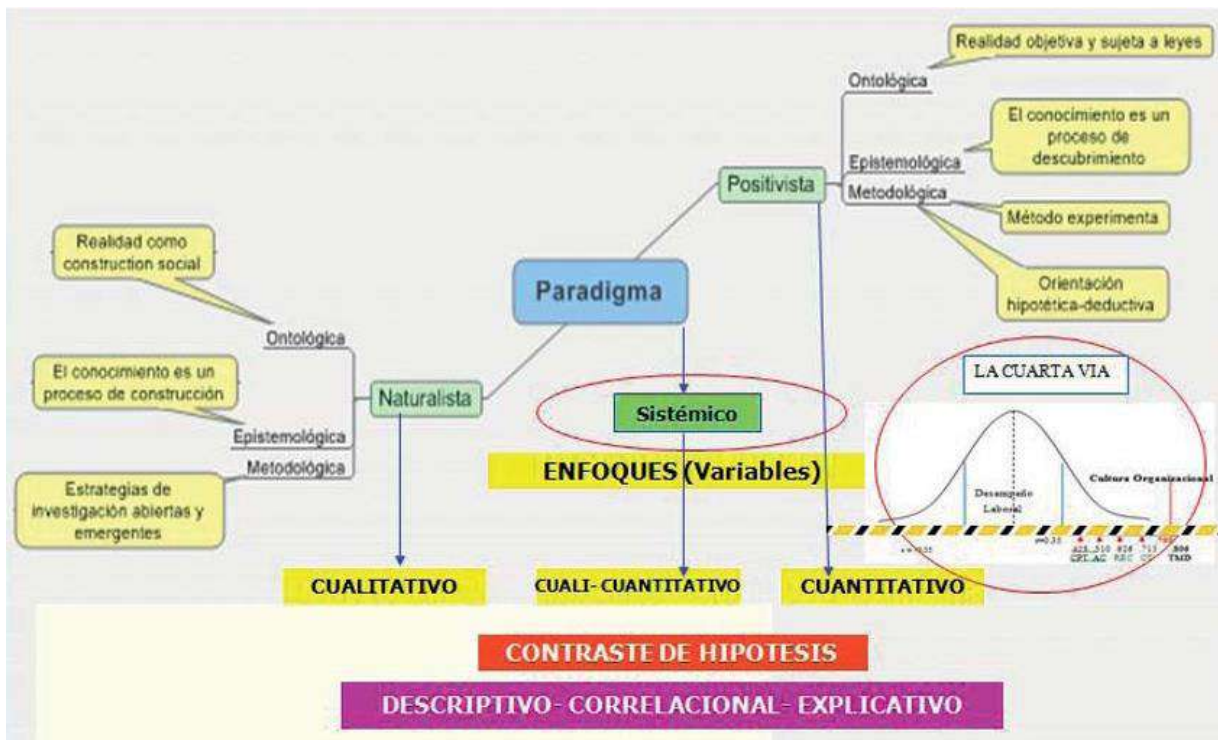 Realidad objetiva y sujeta a leyes
Ontológica
El conocimiento es un
proceso de
descubrimiento
Epistemológica
Positivista
Metodológica
Método experimenta
Orientación
hipotética-deductiva
Realidad como
construction social
Paradigma
Ontológica
El conocimiento es un
proceso de construcción
Naturalista
Epistemológica
Metodológica
Estrategias de
investigación abiertas y
emergentes
Sistémico
ENFOQUES (Variables)
LA CUARTA VIA
Cultura Organizacional
Desempeño
Laboral
.806
TMD
CUALITATIVO
CUALI- CUANTITATIVO
CUANTITATIVO
CONTRASTE DE HIPOTESIS
DESCRIPTIVO- CORRELACIONAL- EXPLICATIVO